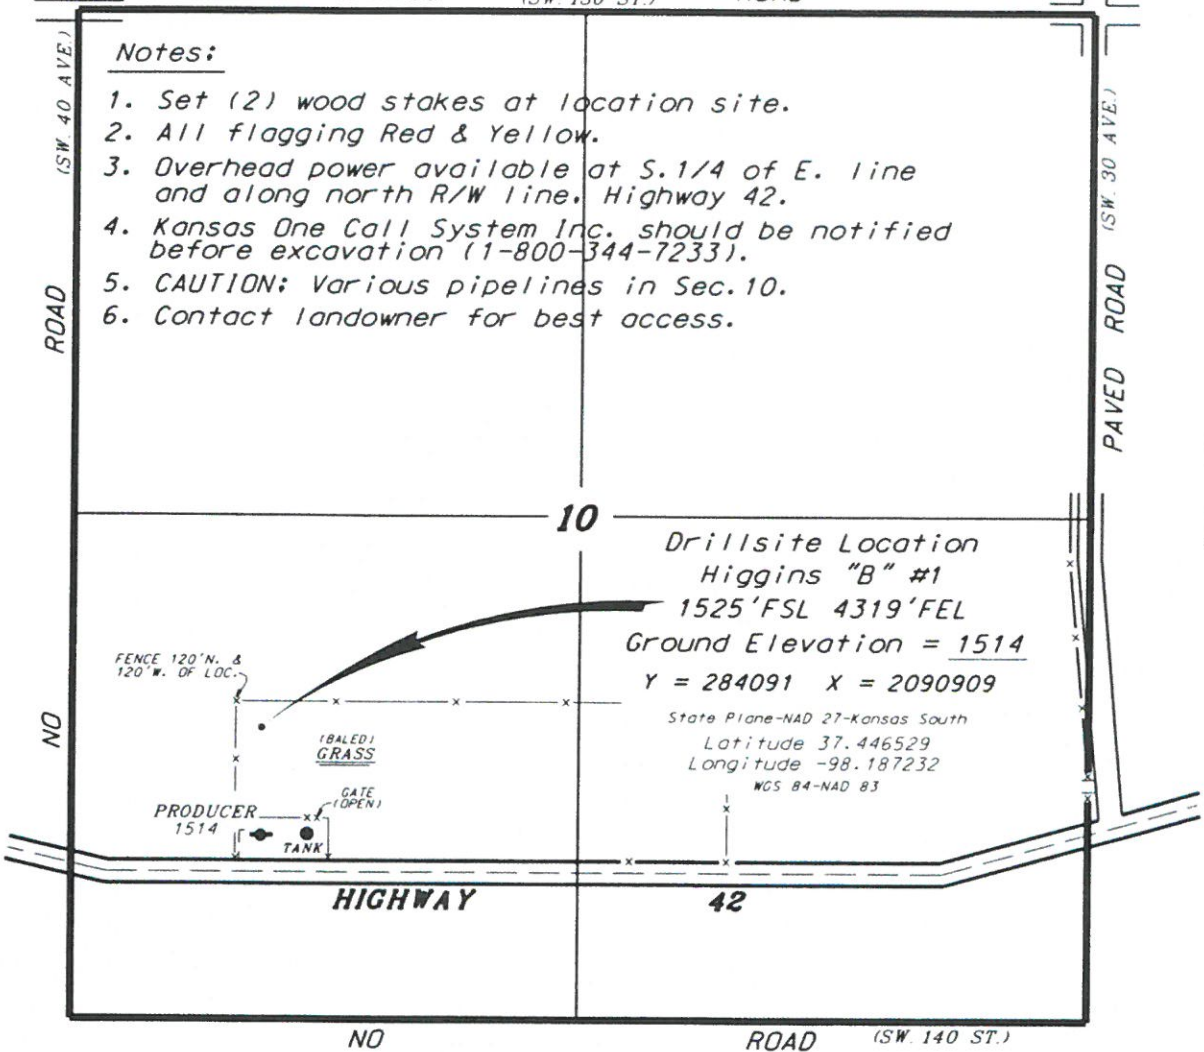 (SW. 40 AVE.)
ROAD
NO
Notes:
1. Set (2) wood stakes at location site.
2. All flagging Red & Yellow.
3. Overhead power available at S.1/4 of E. line
and along north R/W line, Highway 42.
4. Kansas One Call System Inc. should be notified
before excavation (1-800-344-7233).
5. CAUTION: Various pipelines in Sec.10.
6. Contact landowner for best access.
(SW. 30 AVE.)
PAVED ROAD
10
Drillsite Location
Higgins "B" #1
1525'FSL 4319'FEL
Ground Elevation = 1514
Y = 284091 X = 2090909
State Plane-NAD 27-Kansas South
Latitude 37.446529
Longitude -98.187232
WGS 84-NAD 83
FENCE 120'N. &
120'W. OF LOC.
(BALED)
GRASS
GATE
(OPEN)
PRODUCER
1514
TANK
HIGHWAY 42
NO ROAD (SW. 140 ST.)